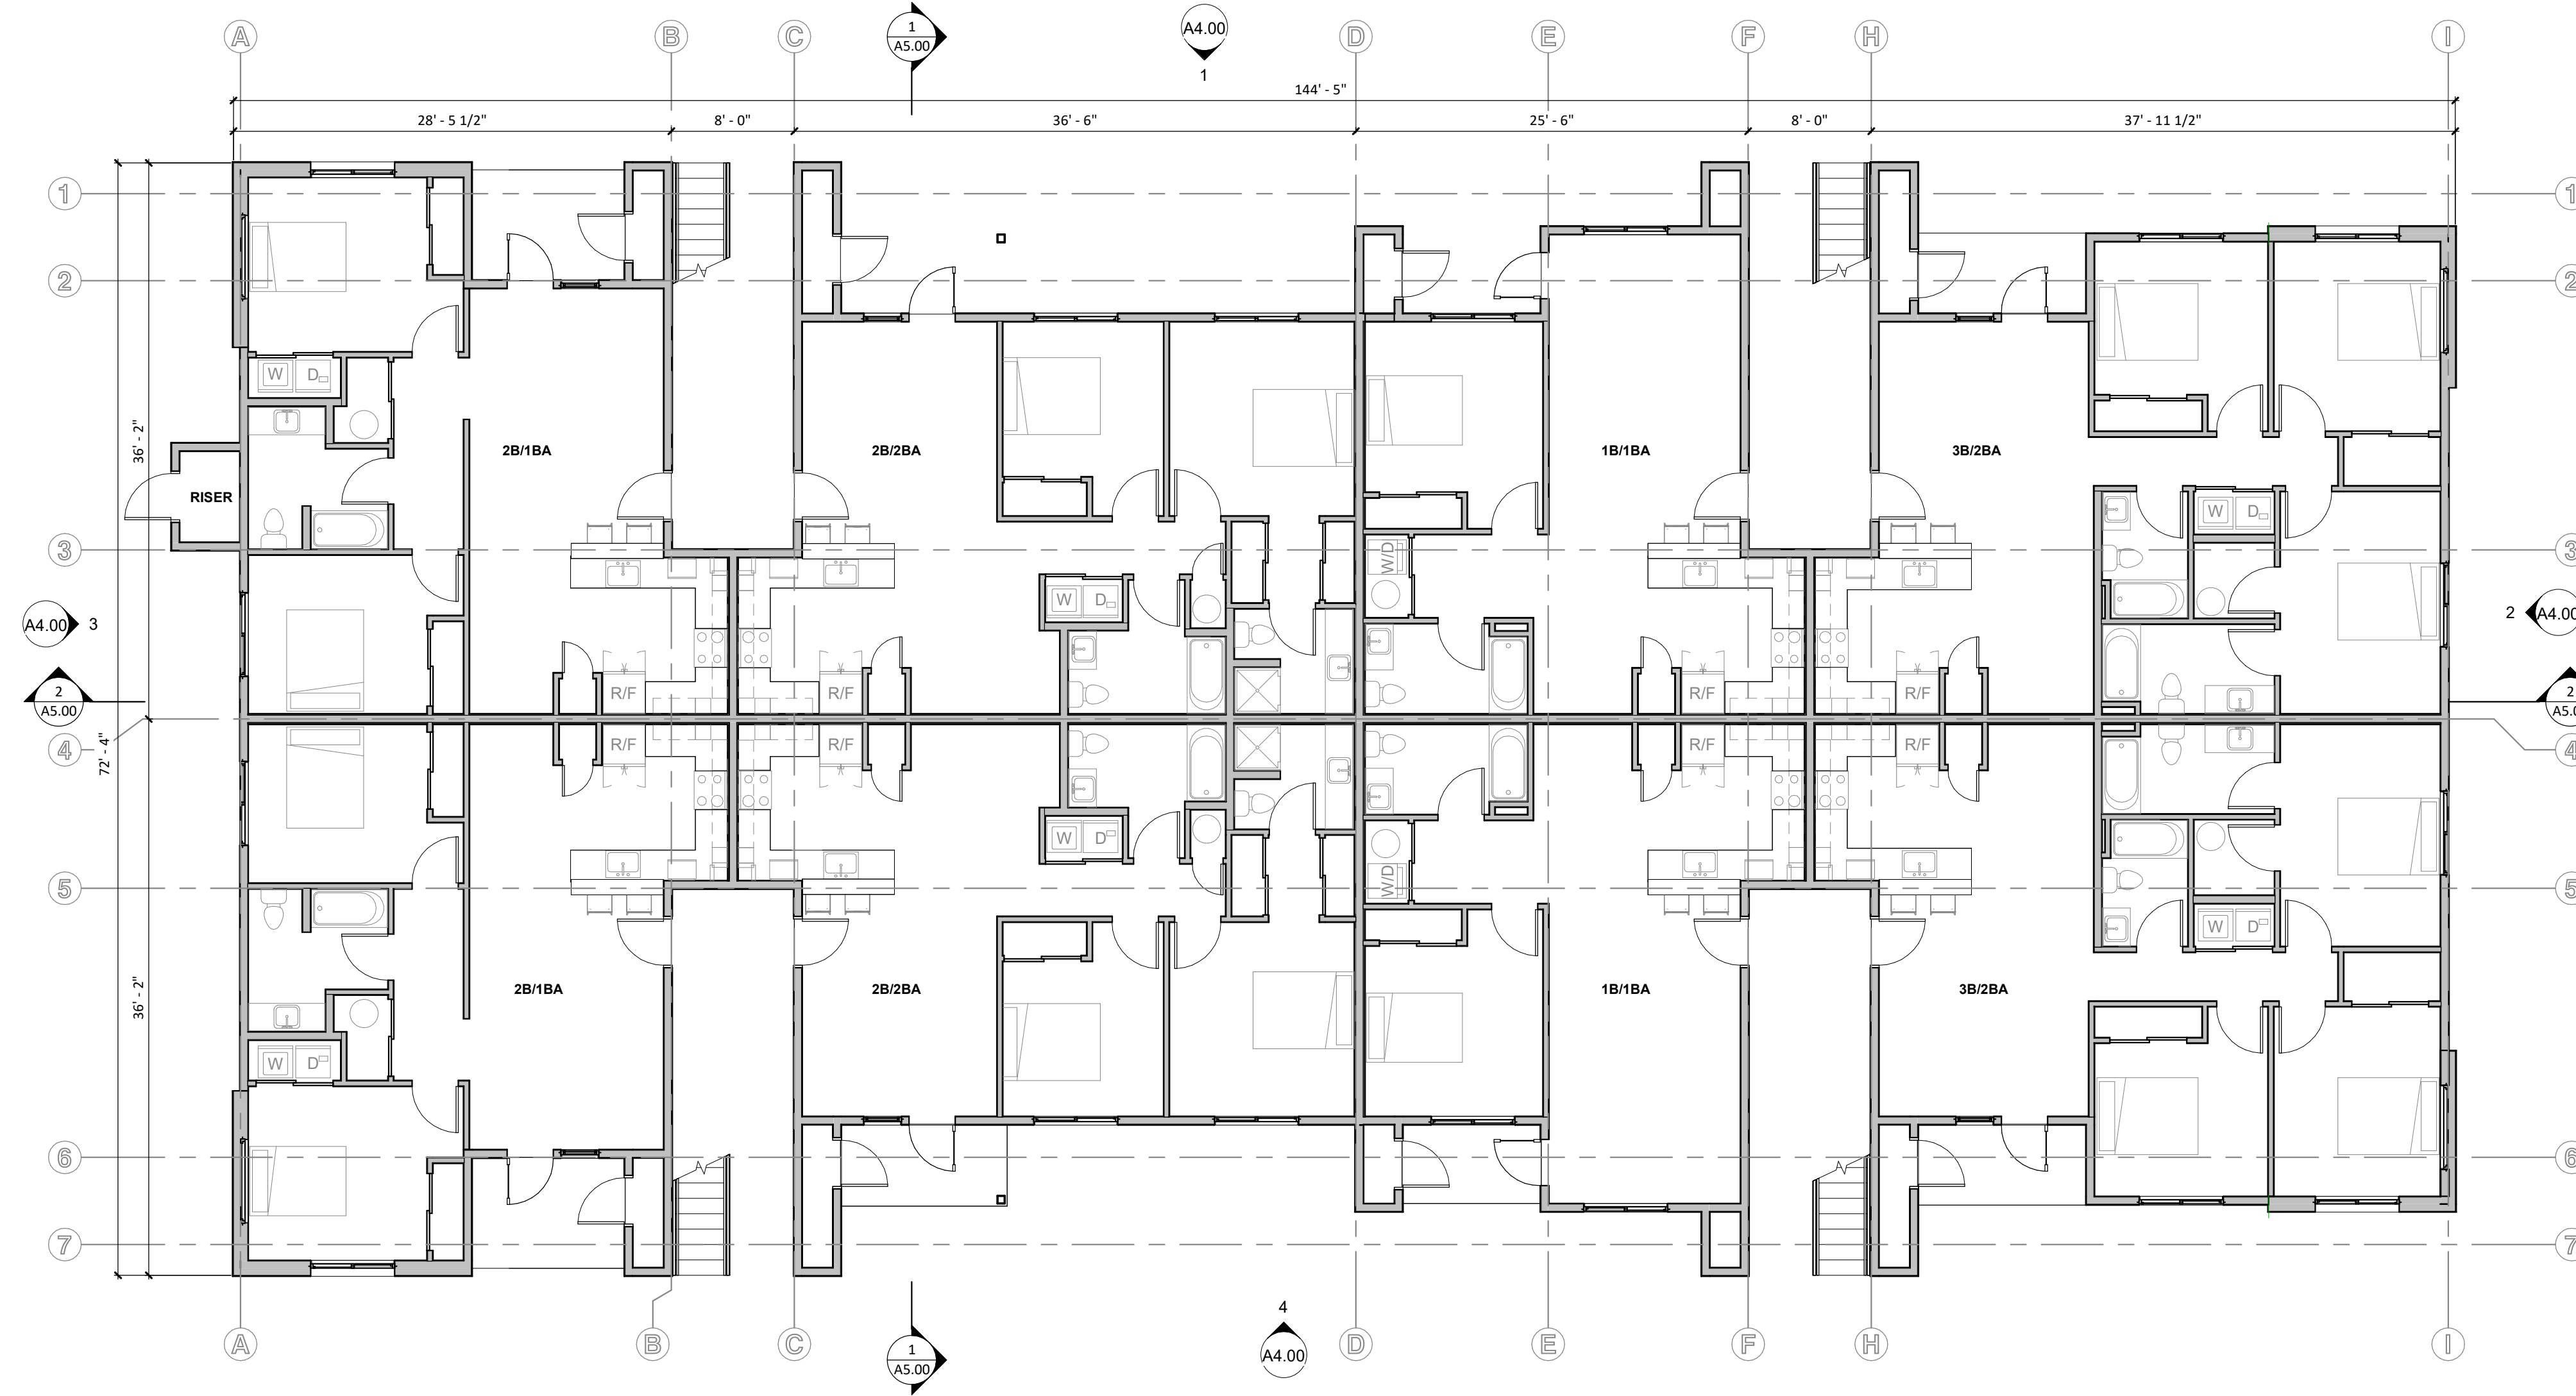 A B C D E F H I
1
A5.00
A4.00
1
144' - 5"
28' - 5 1/2" 8' - 0" 36' - 6" 25' - 6" 8' - 0" 37' - 11 1/2"
1 1
2 2
W D
36' - 2" 2B/1BA 2B/2BA 1B/1BA 3B/2BA
RISER
W D
3 W/D 3
W D
A4.00 3 2 A4.00
R/F R/F R/F R/F
2
A5.00
2
4 R/F R/F R/F R/F 4
72' - 4"
W D
W/D
5 5
W D
36' - 2" 2B/1BA 2B/2BA 1B/1BA 3B/2BA
W D
6 6
7 7
4
A4.00
1
A5.00
A B C D E F H I